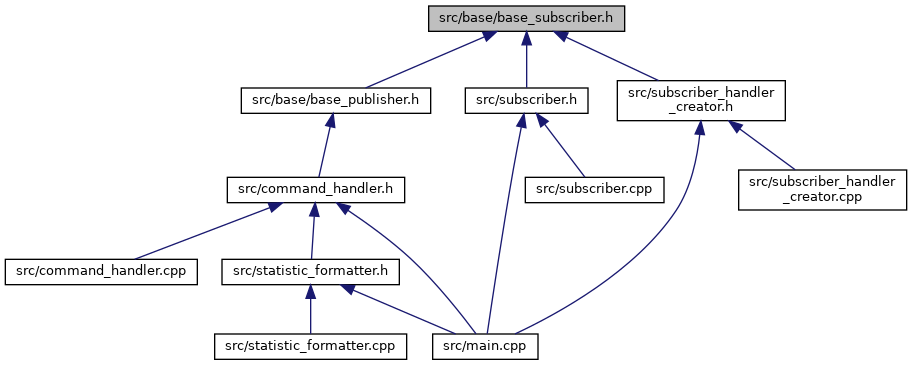 src/base/base_subscriber.h
src/base/base_publisher.h
src/subscriber.h
src/subscriber_handler
_creator.h
src/command_handler.h
src/subscriber.cpp
src/subscriber_handler
_creator.cpp
src/command_handler.cpp
src/statistic_formatter.h
src/statistic_formatter.cpp
src/main.cpp